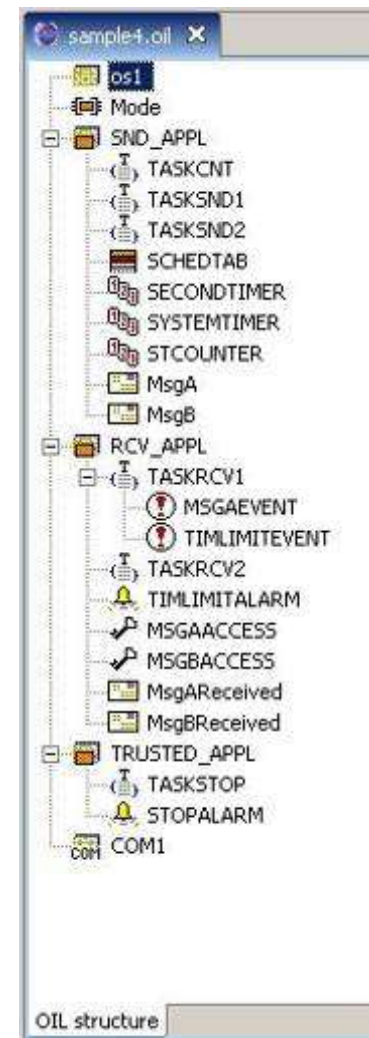 sample4.oil
os1
Mode
SND_APPL
TASKCNT
TASKSND1
TASKSND2
SCHEDTAB
SECONDTIMER
SYSTEMTIMER
STCOUNTER
MsgA
MsgB
RCV_APPL
TASKRCV1
MSGAEVENT
TIMLIMITEVENT
TASKRCV2
TIMLIMITALARM
MSGAACCESS
MSGBACCESS
MsgAReceived
MsgBReceived
TRUSTED_APPL
TASKSTOP
STOPALARM
COM COM1
OIL structure